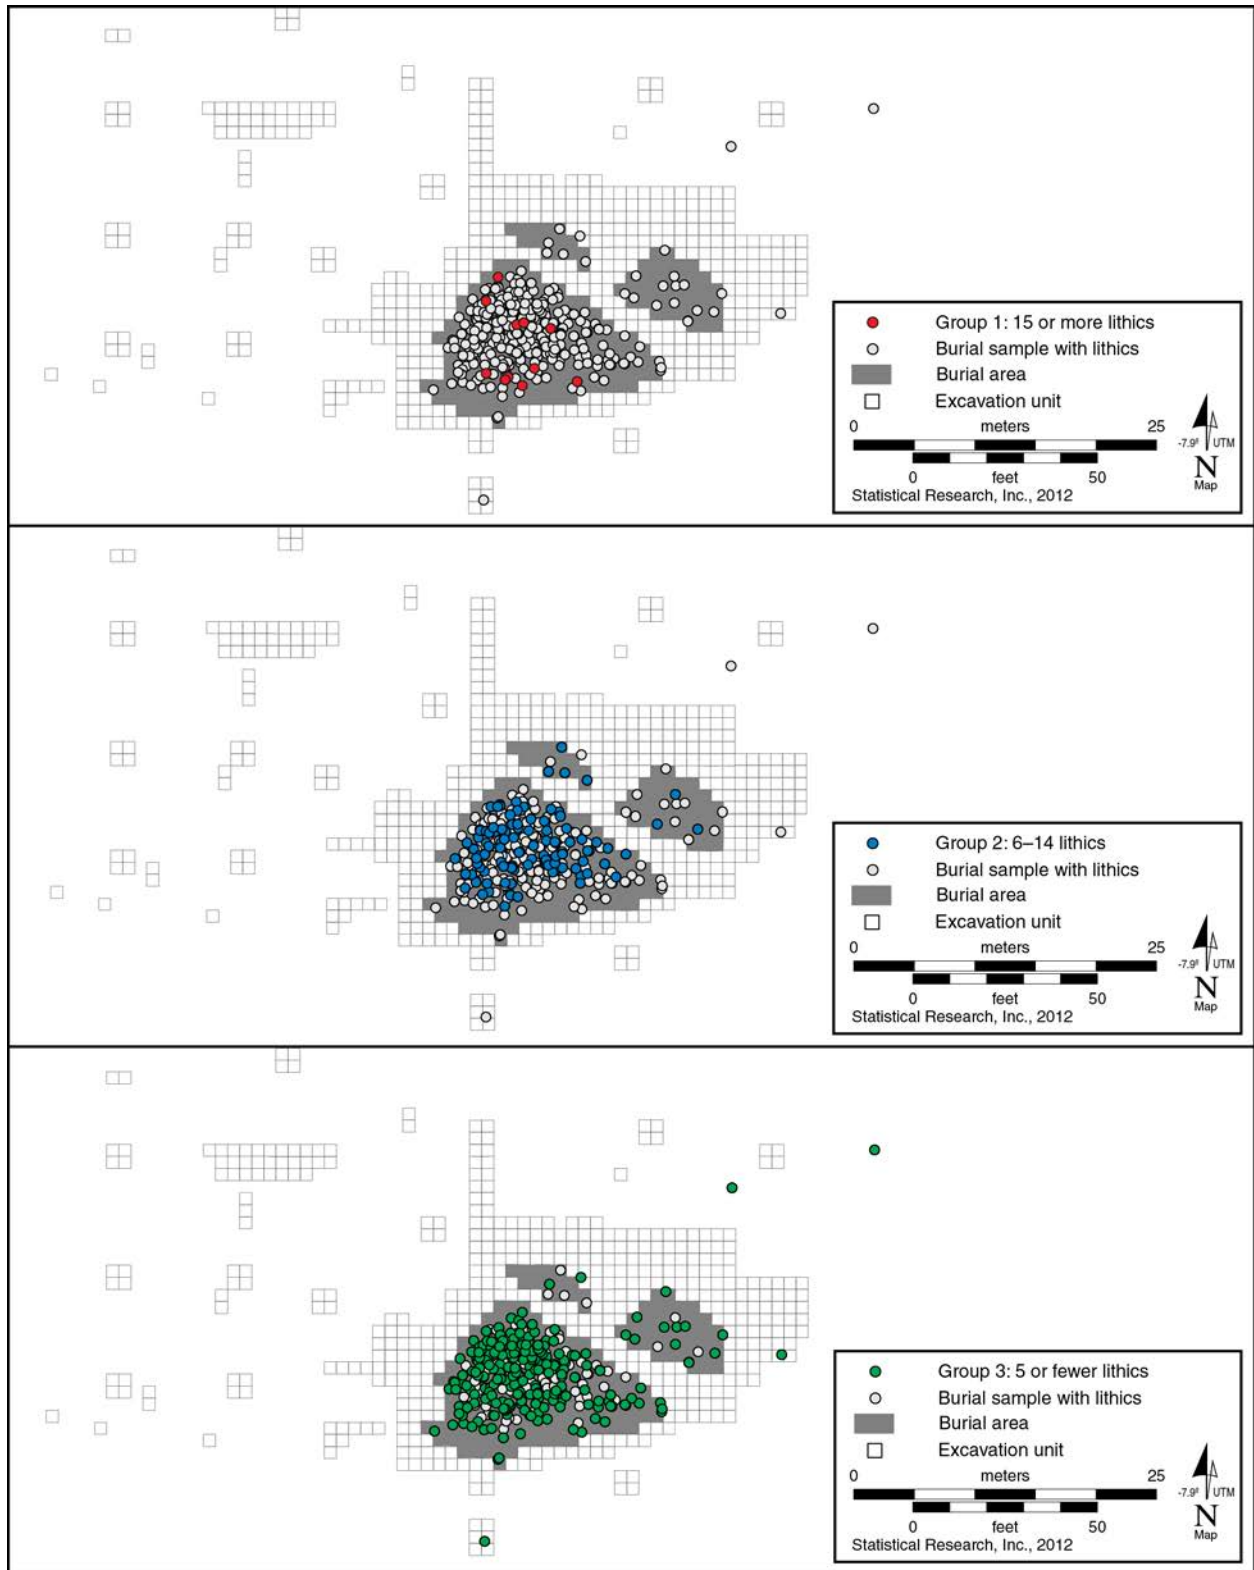 Group 1: 15 or more lithics
Burial sample with lithics
Burial area
Excavation unit
0 meters 25
0 feet 50
Statistical Research, Inc., 2012
-7.9° UTM
N
Map
Group 2: 6–14 lithics
Burial sample with lithics
Burial area
Excavation unit
0 meters 25
0 feet 50
Statistical Research, Inc., 2012
-7.9° UTM
N
Map
Group 3: 5 or fewer lithics
Burial sample with lithics
Burial area
Excavation unit
0 meters 25
0 feet 50
Statistical Research, Inc., 2012
-7.9° UTM
N
Map